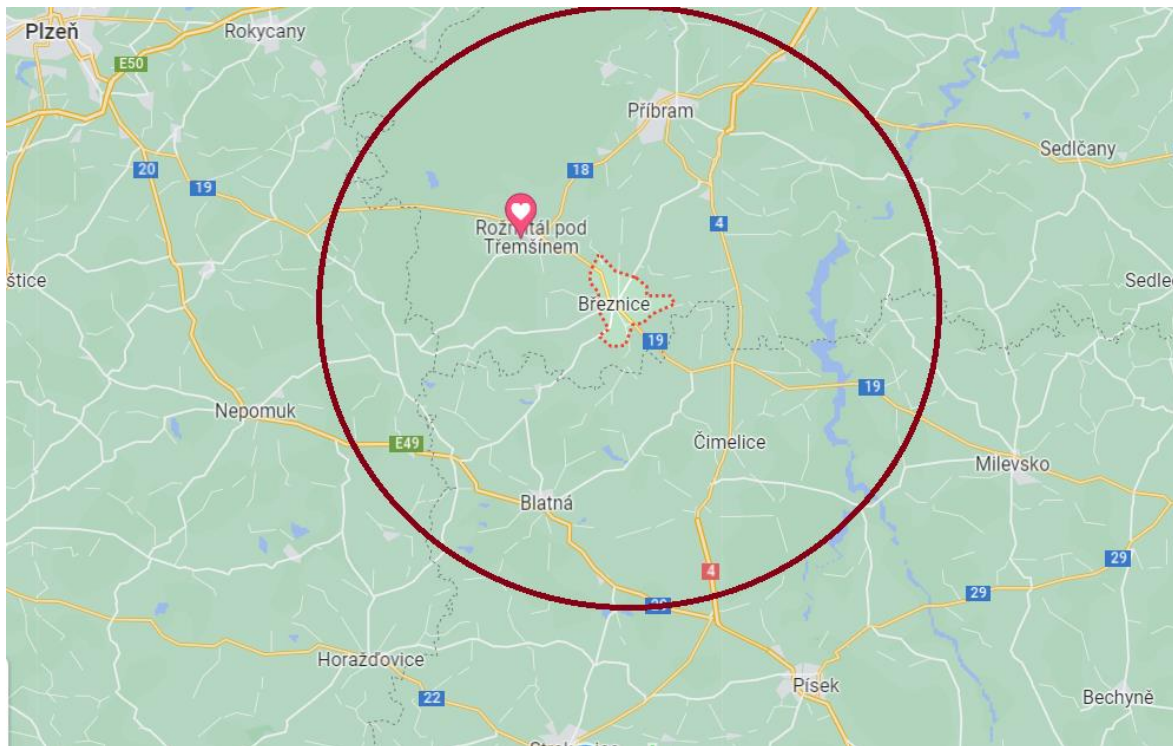 Plzeň
Rokycany
E50
Příbram
Sedlčany
20
19
18
4
Rožmitál pod
Třemšínem
štice
Sedlec
Březnice
19
19
Nepomuk
E49
Čimelice
Milevsko
Blatná
4
29
20
29
Horažďovice
22
Písek
Bechyně